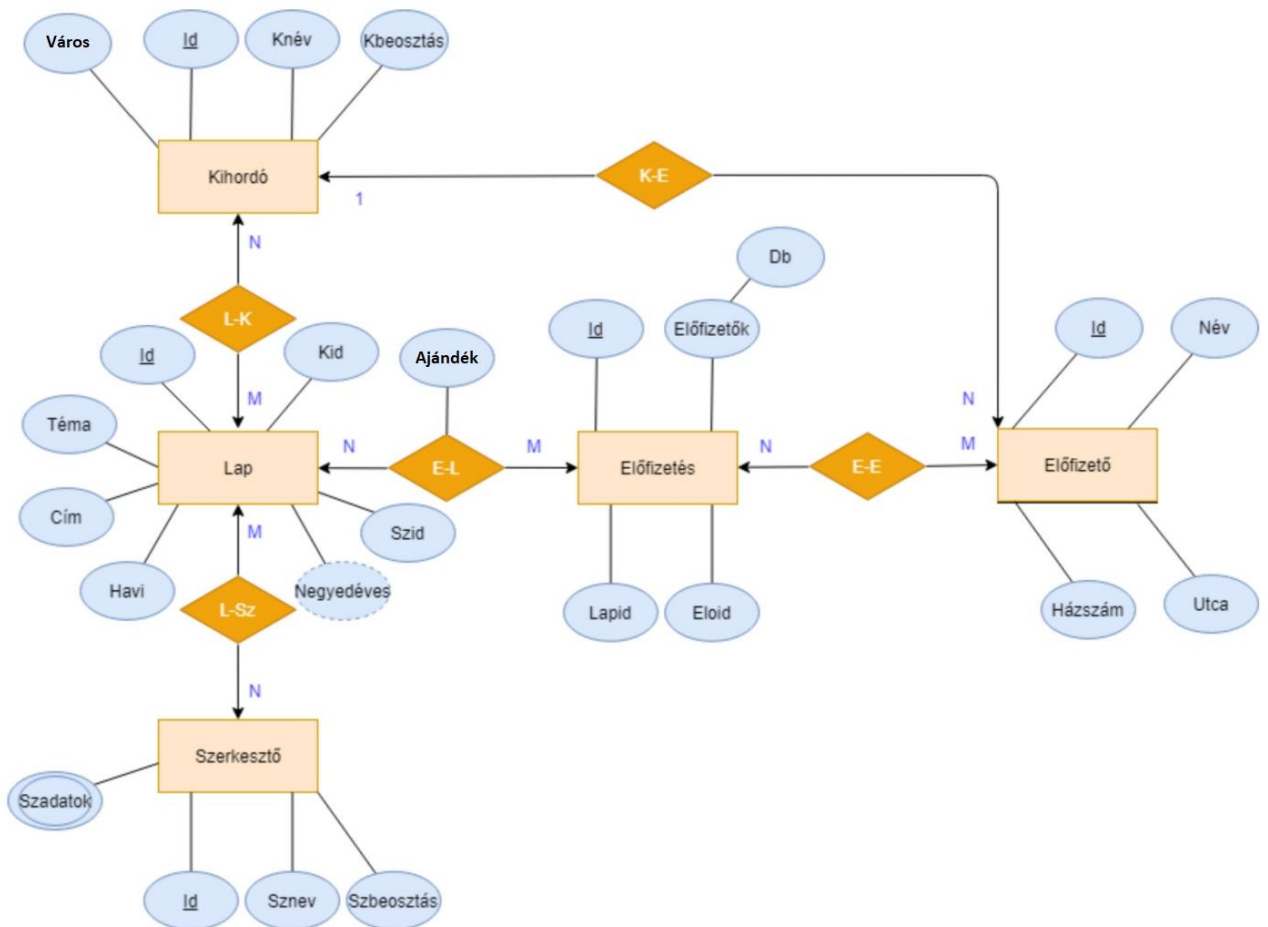 Város
Id
Knév
Kbeosztás
Kihordó
K-E
1
N
L-K
M
Id
Kid
Téma
Cím
Havi
Lap
Negyedéves
Szid
N
Ajándék
E-L
M
Id
Előfizetők
Db
Előfizetés
Lapid
Eloid
N
E-E
N
M
Id
Név
Előfizető
Házszám
Utca
M
L-Sz
N
Szerkesztő
Szadatok
Id
Sznev
Szbeosztás